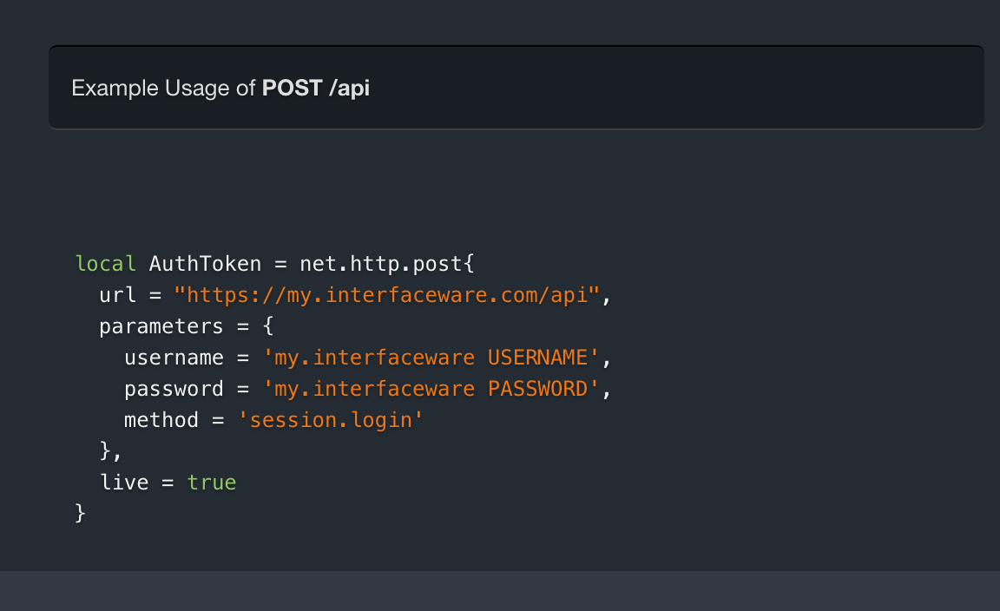 Example Usage of POST /api
local AuthToken = net.http.post{
  url = "https://my.interfaceware.com/api",
  parameters = {
    username = 'my.interfaceware USERNAME',
    password = 'my.interfaceware PASSWORD',
    method = 'session.login'
  },
  live = true
}